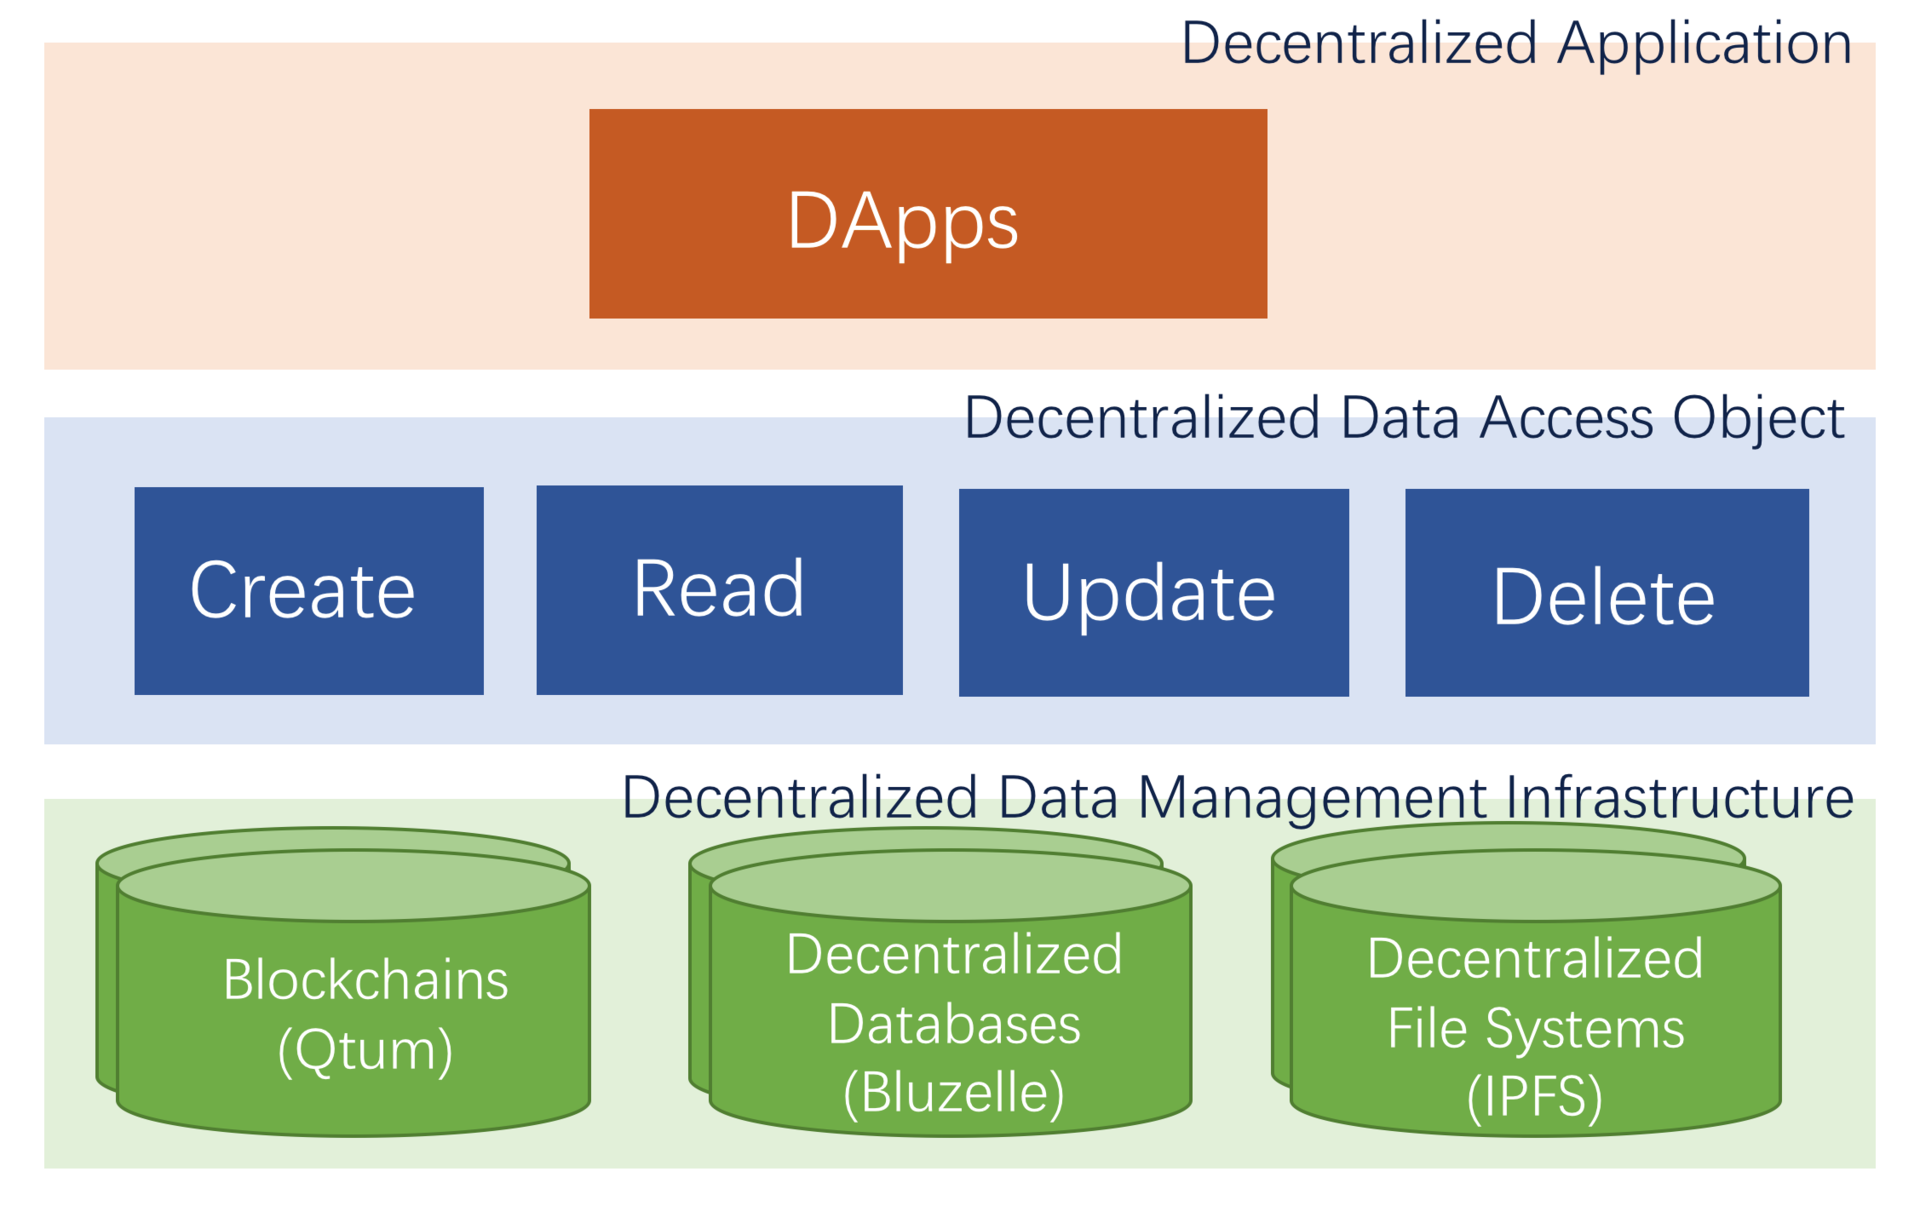 Decentralized Application
DApps
Decentralized Data Access Object
Create
Read
Update
Delete
Decentralized Data Management Infrastructure
Blockchains
(Qtum)
Decentralized
Databases
(Bluzelle)
Decentralized
File Systems
(IPFS)